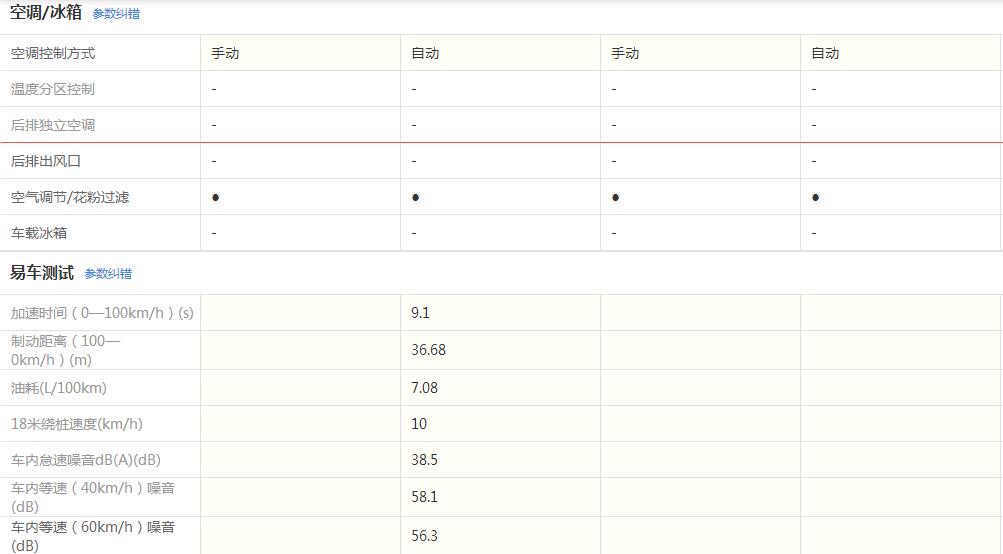 空调/冰箱 参数纠错
空调控制方式 手动 自动 手动 自动
温度分区控制 - - - -
后排独立空调 - - - -
后排出风口 - - - -
空气调节/花粉过滤 ● ● ● ●
车载冰箱 - - - -
易车测试 参数纠错
加速时间（0—100km/h）(s) 9.1
制动距离（100—
0km/h）(m) 36.68
油耗(L/100km) 7.08
18米绕桩速度(km/h) 10
车内怠速噪音dB(A)(dB) 38.5
车内等速（40km/h）噪音
(dB) 58.1
车内等速（60km/h）噪音
(dB) 56.3